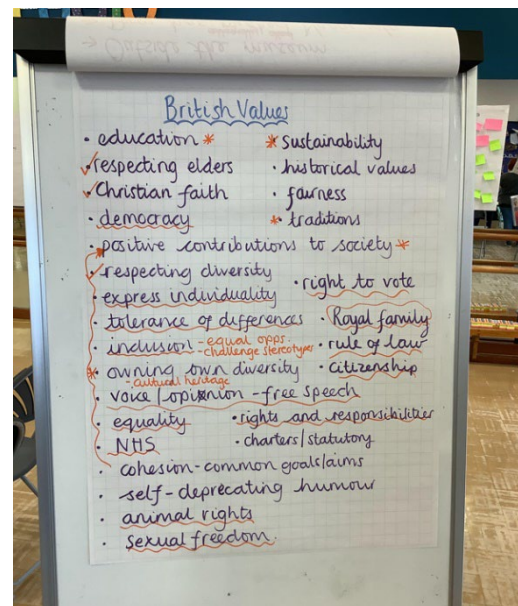 → Outside the museum
British Values
• education * * sustainability
• respecting elders • historical values
• Christian faith • fairness
• democracy * traditions
• positive contributions to society *
• respecting diversity
• right to vote
• express individuality
• tolerance of differences • Royal family
• inclusion - equal opps.
- challenge stereotypes • rule of law
* owning own diversity • citizenship
- cultural heritage
• voice / opinion - free speech
• equality • rights and responsibilities
• NHS • charters/statutory
• cohesion - common goals/aims
• self-deprecating humour
• animal rights
• sexual freedom.